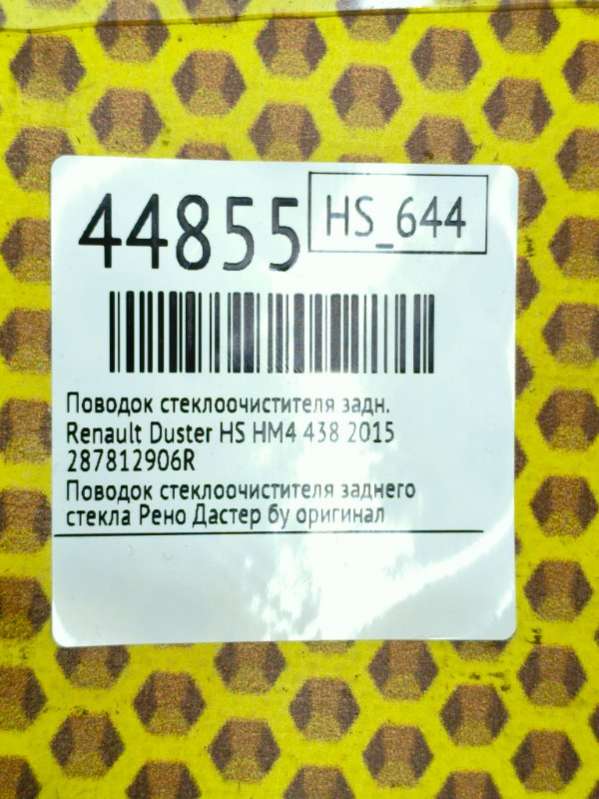 44855
HS_644
Поводок стеклоочистителя задн.
Renault Duster HS HM4 438 2015
287812906R
Поводок стеклоочистителя заднего
стекла Рено Дастер бу оригинал